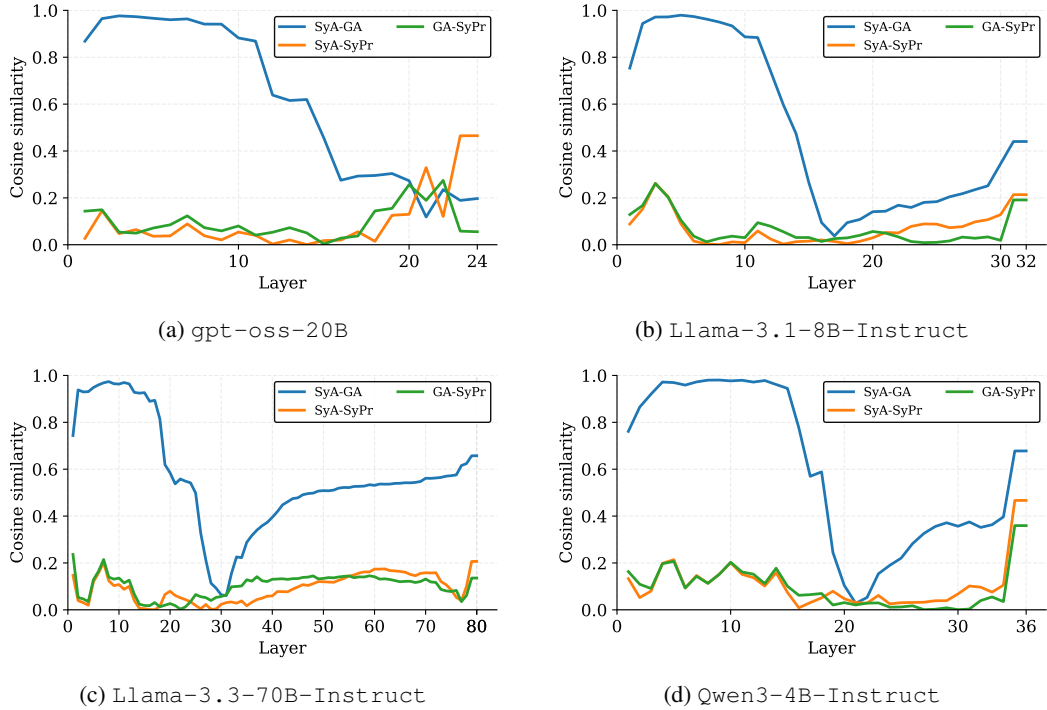 1.0
0.8
0.6
0.4
0.2
0.0
Cosine similarity
SyA-GA
SyA-SyPr
GA-SyPr
0 10 20 24
Layer
(a) gpt-oss-20B
1.0
0.8
0.6
0.4
0.2
0.0
Cosine similarity
SyA-GA
SyA-SyPr
GA-SyPr
0 10 20 30 32
Layer
(b) Llama-3.1-8B-Instruct
1.0
0.8
0.6
0.4
0.2
0.0
Cosine similarity
SyA-GA
SyA-SyPr
GA-SyPr
0 10 20 30 40 50 60 70 80
Layer
(c) Llama-3.3-70B-Instruct
1.0
0.8
0.6
0.4
0.2
0.0
Cosine similarity
SyA-GA
SyA-SyPr
GA-SyPr
0 10 20 30 36
Layer
(d) Qwen3-4B-Instruct